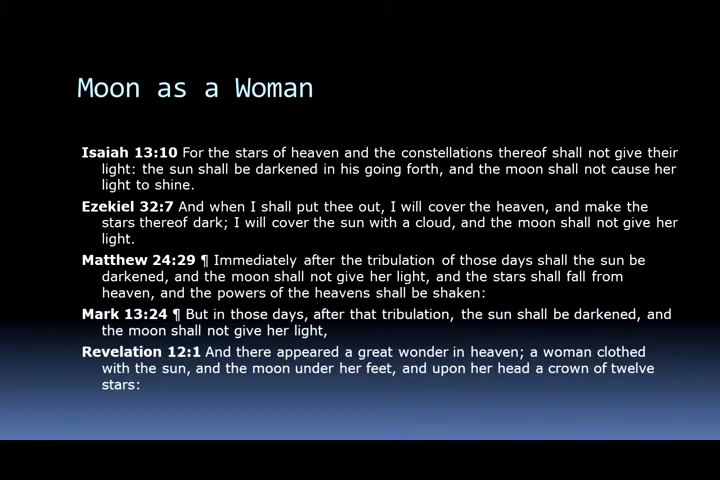 Moon as a Woman
Isaiah 13:10 For the stars of heaven and the constellations thereof shall not give their
light: the sun shall be darkened in his going forth, and the moon shall not cause her
light to shine.
Ezekiel 32:7 And when I shall put thee out, I will cover the heaven, and make the
stars thereof dark; I will cover the sun with a cloud, and the moon shall not give her
light.
Matthew 24:29 ¶ Immediately after the tribulation of those days shall the sun be
darkened, and the moon shall not give her light, and the stars shall fall from
heaven, and the powers of the heavens shall be shaken:
Mark 13:24 ¶ But in those days, after that tribulation, the sun shall be darkened, and
the moon shall not give her light,
Revelation 12:1 And there appeared a great wonder in heaven; a woman clothed
with the sun, and the moon under her feet, and upon her head a crown of twelve
stars: